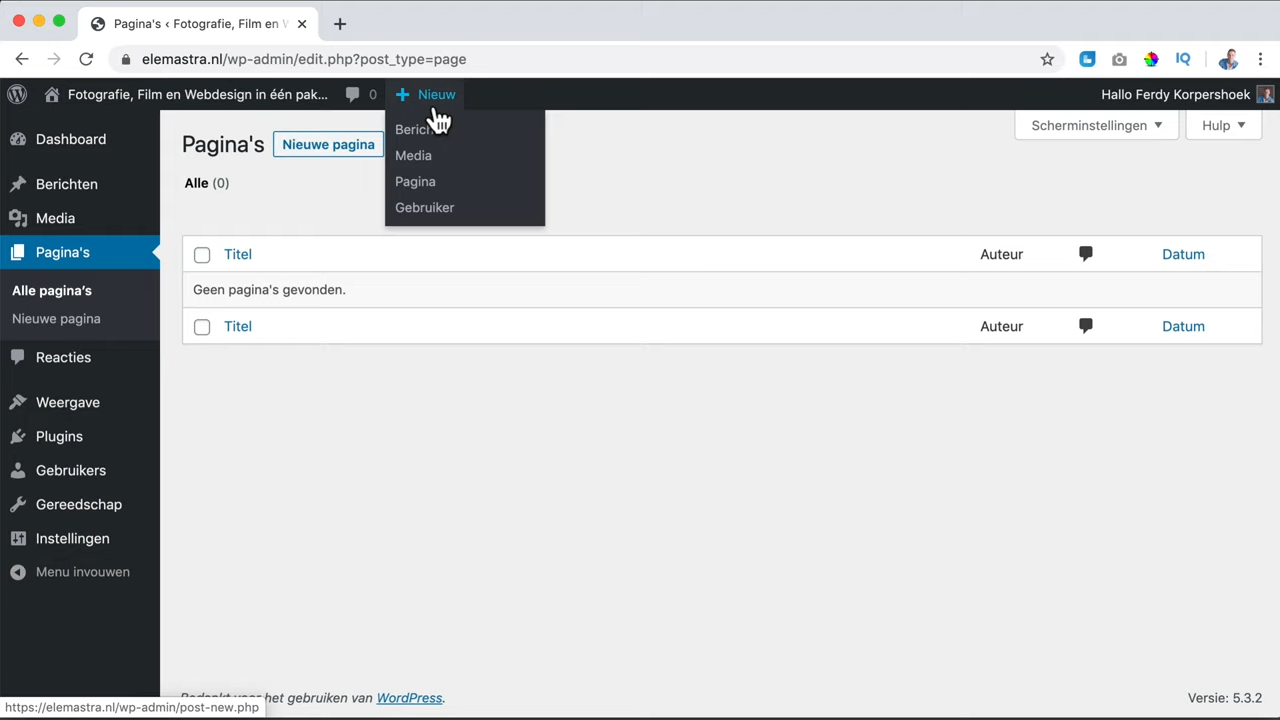 Pagina's ‹ Fotografie, Film en W
elemastra.nl/wp-admin/edit.php?post_type=page
IQ
Fotografie, Film en Webdesign in één pak... 0 Nieuw Hallo Ferdy Korpershoek
Media
Pagina
Gebruiker
Dashboard
Berichten
Media
Pagina's
Alle pagina's
Nieuwe pagina
Reacties
Weergave
Plugins
Gebruikers
Gereedschap
Instellingen
Menu invouwen
Pagina's Nieuwe pagina
Scherminstellingen Hulp
Alle (0)
Titel Auteur Datum
Geen pagina's gevonden.
Titel Auteur Datum
het gebruiken van WordPress.
Versie: 5.3.2
https://elemastra.nl/wp-admin/post-new.php